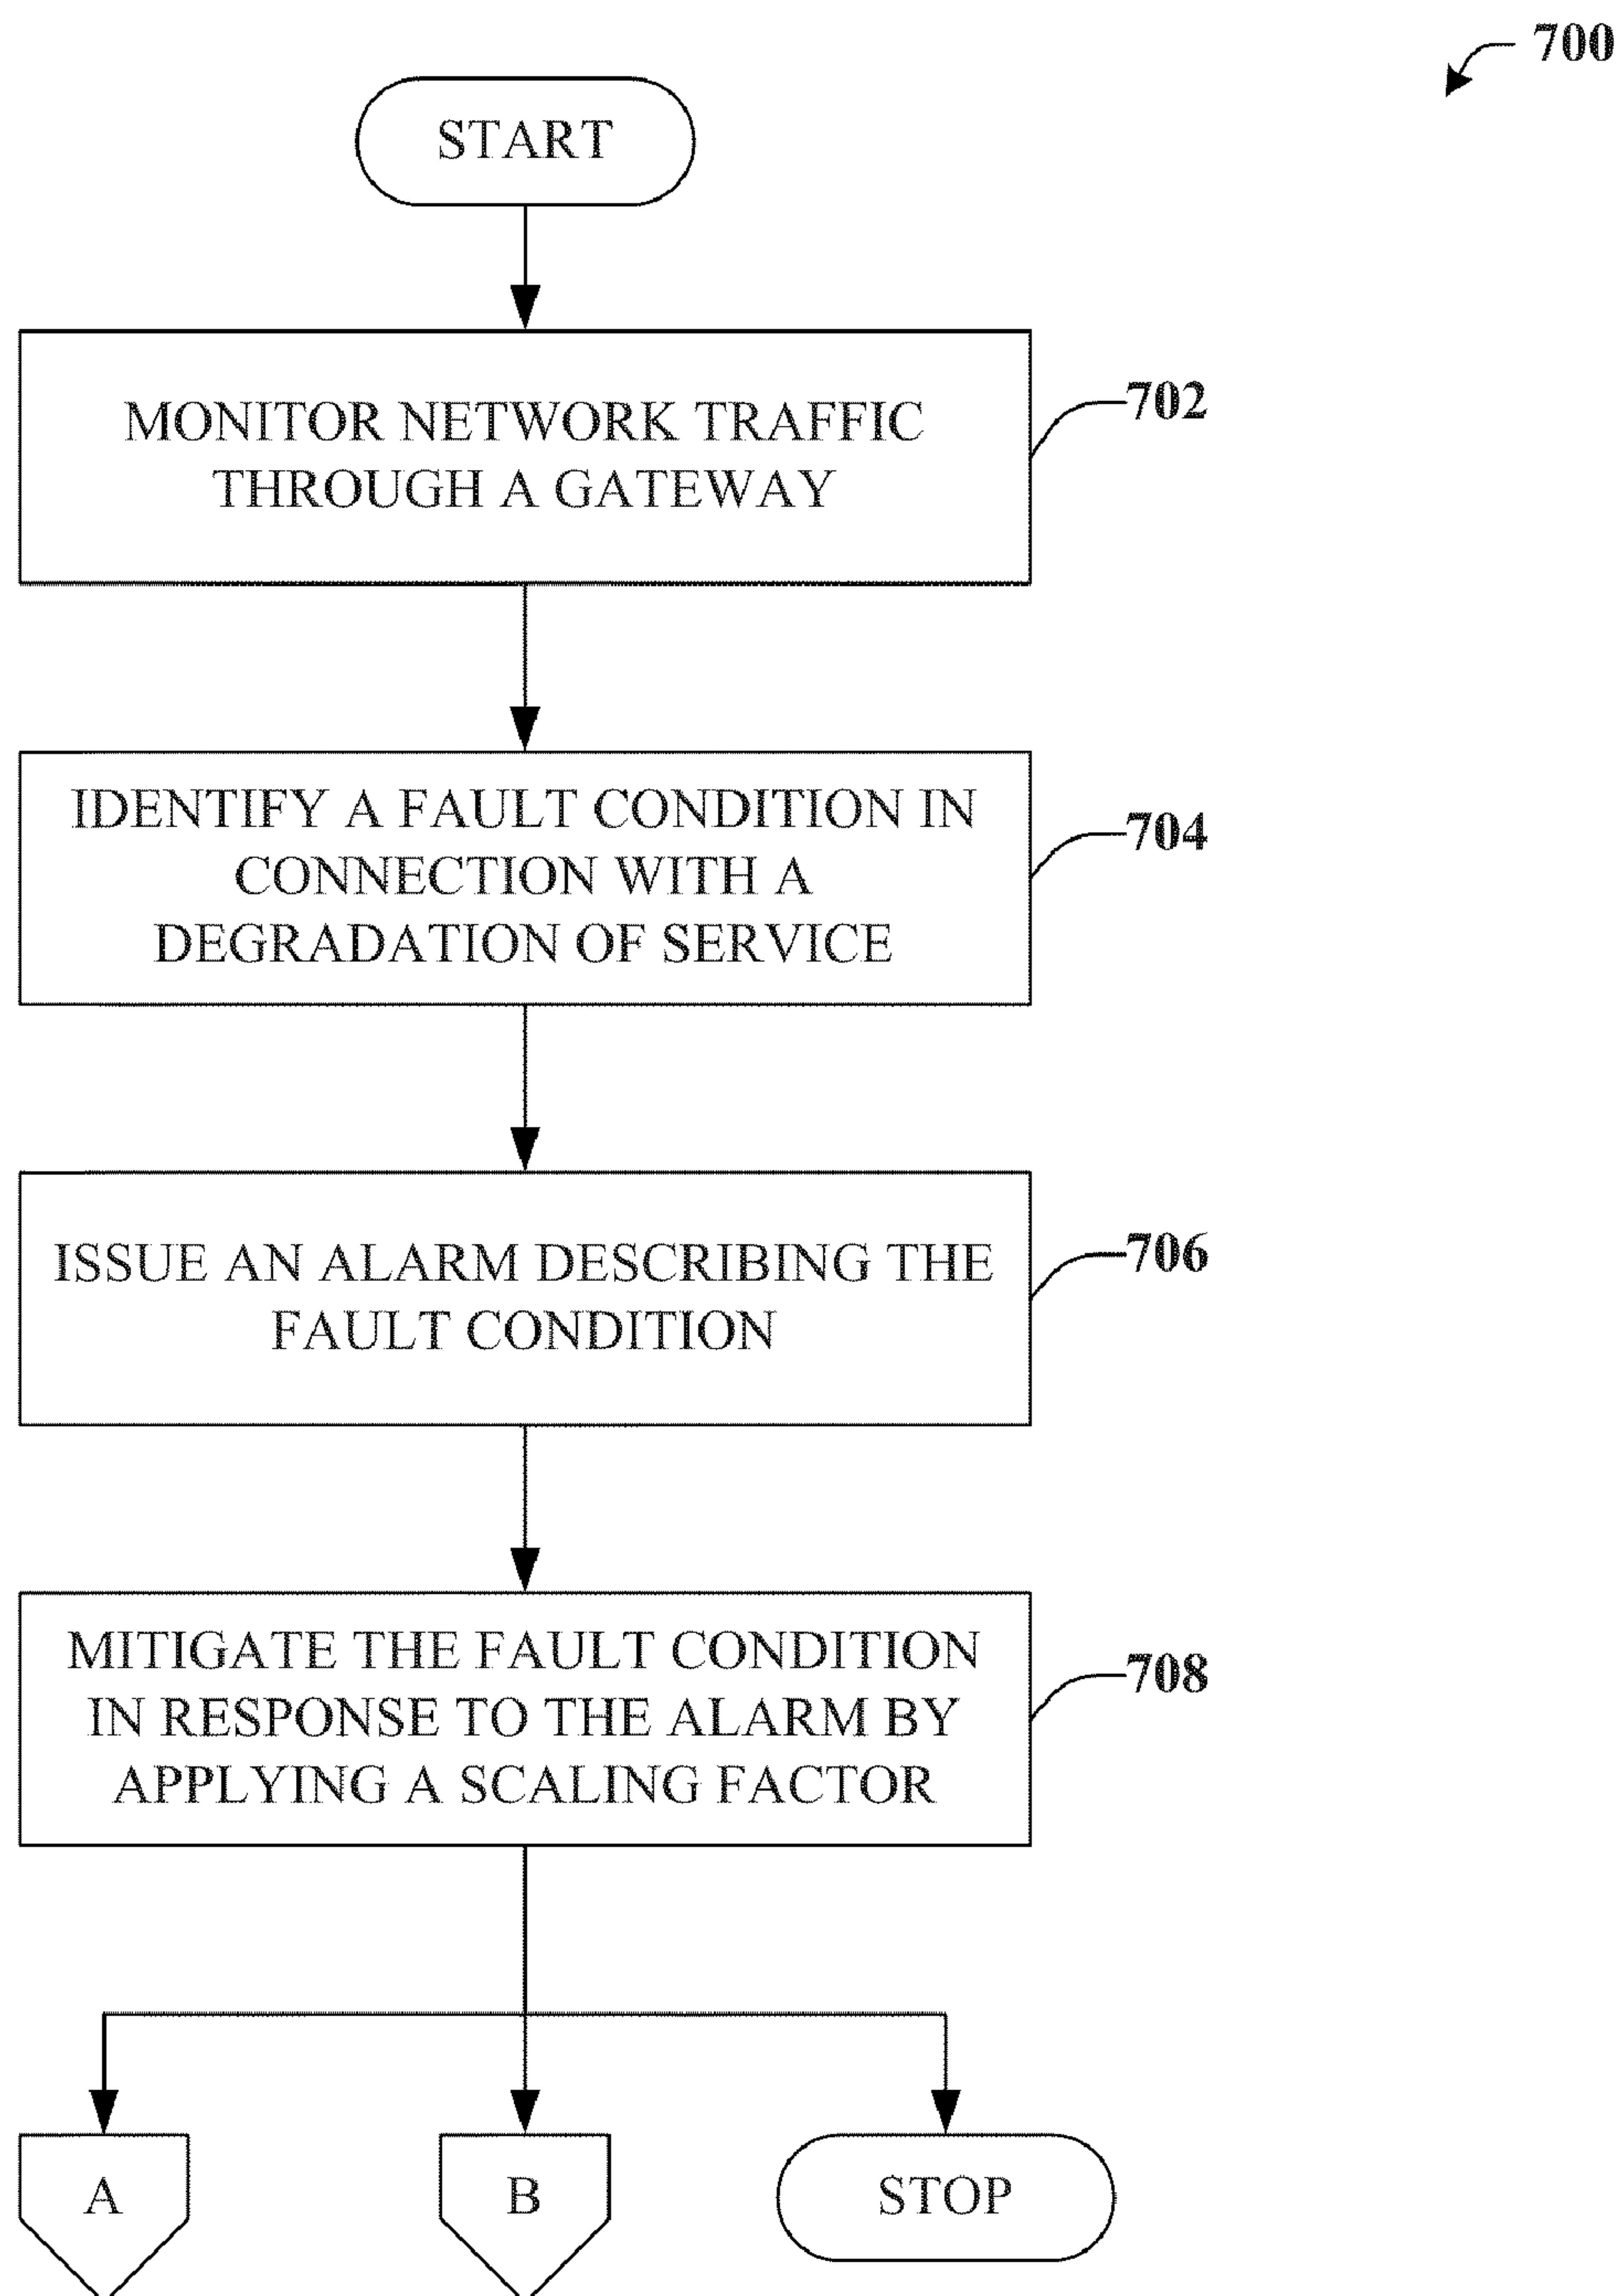 700
START
MONITOR NETWORK TRAFFIC
THROUGH A GATEWAY
702
IDENTIFY A FAULT CONDITION IN
CONNECTION WITH A
DEGRADATION OF SERVICE
704
ISSUE AN ALARM DESCRIBING THE
FAULT CONDITION
706
MITIGATE THE FAULT CONDITION
IN RESPONSE TO THE ALARM BY
APPLYING A SCALING FACTOR
708
A
B
STOP